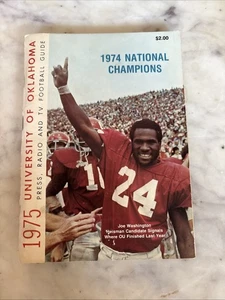 $2.00
1974 NATIONAL
CHAMPIONS
1975 UNIVERSITY OF OKLAHOMA
PRESS, RADIO AND TV FOOTBALL GUIDE
24
1
Joe Washington
Heisman Candidate Signals
Where OU Finished Last Year